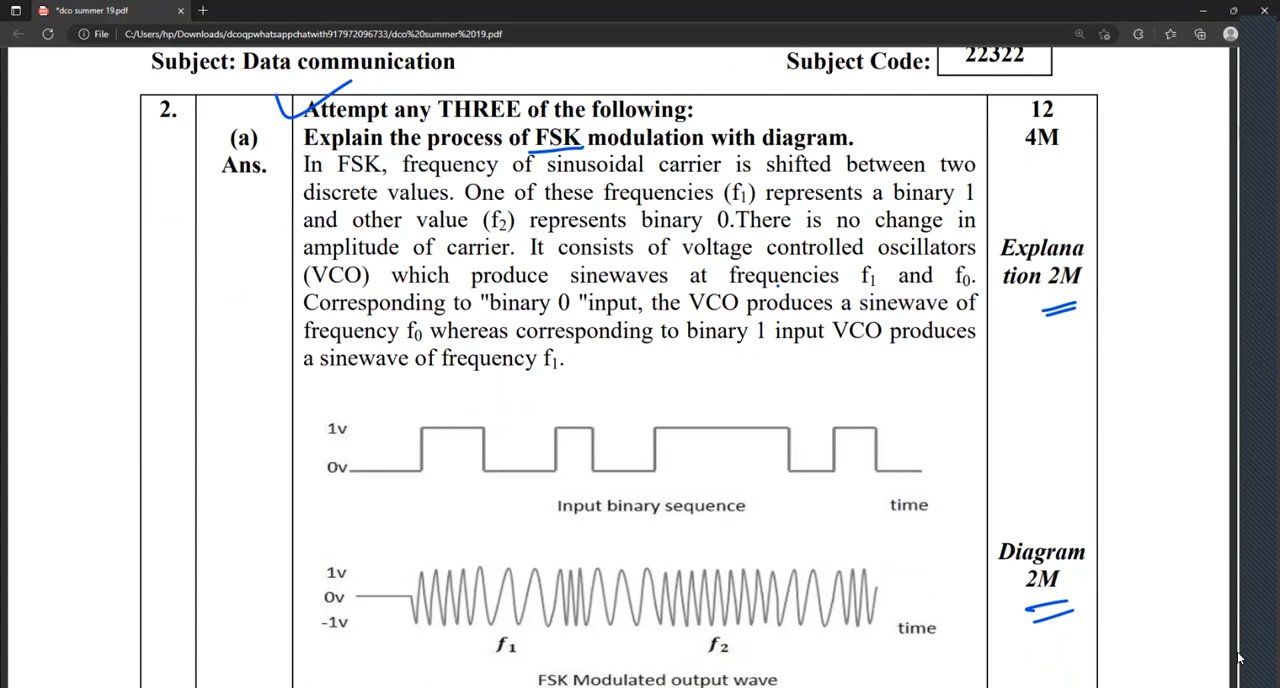 *dco summer 19.pdf
File
C:/Users/hp/Downloads/dcoqpwhatsappchatwith917972096733/dco%20summer%2019.pdf
Subject: Data communication
Subject Code:
22322
2.
Attempt any THREE of the following:
12
(a)
Explain the process of FSK modulation with diagram.
4M
Ans.
In FSK, frequency of sinusoidal carrier is shifted between two
discrete values. One of these frequencies (f₁) represents a binary 1
and other value (f₂) represents binary 0.There is no change in
amplitude of carrier. It consists of voltage controlled oscillators
(VCO) which produce sinewaves at frequencies f₁ and f₀.
Corresponding to "binary 0 "input, the VCO produces a sinewave of
frequency f₀ whereas corresponding to binary 1 input VCO produces
a sinewave of frequency f₁.
Explana
tion 2M
1v
0v
Input binary sequence
time
Diagram
2M
1v
0v
-1v
time
f₁
f₂
FSK Modulated output wave